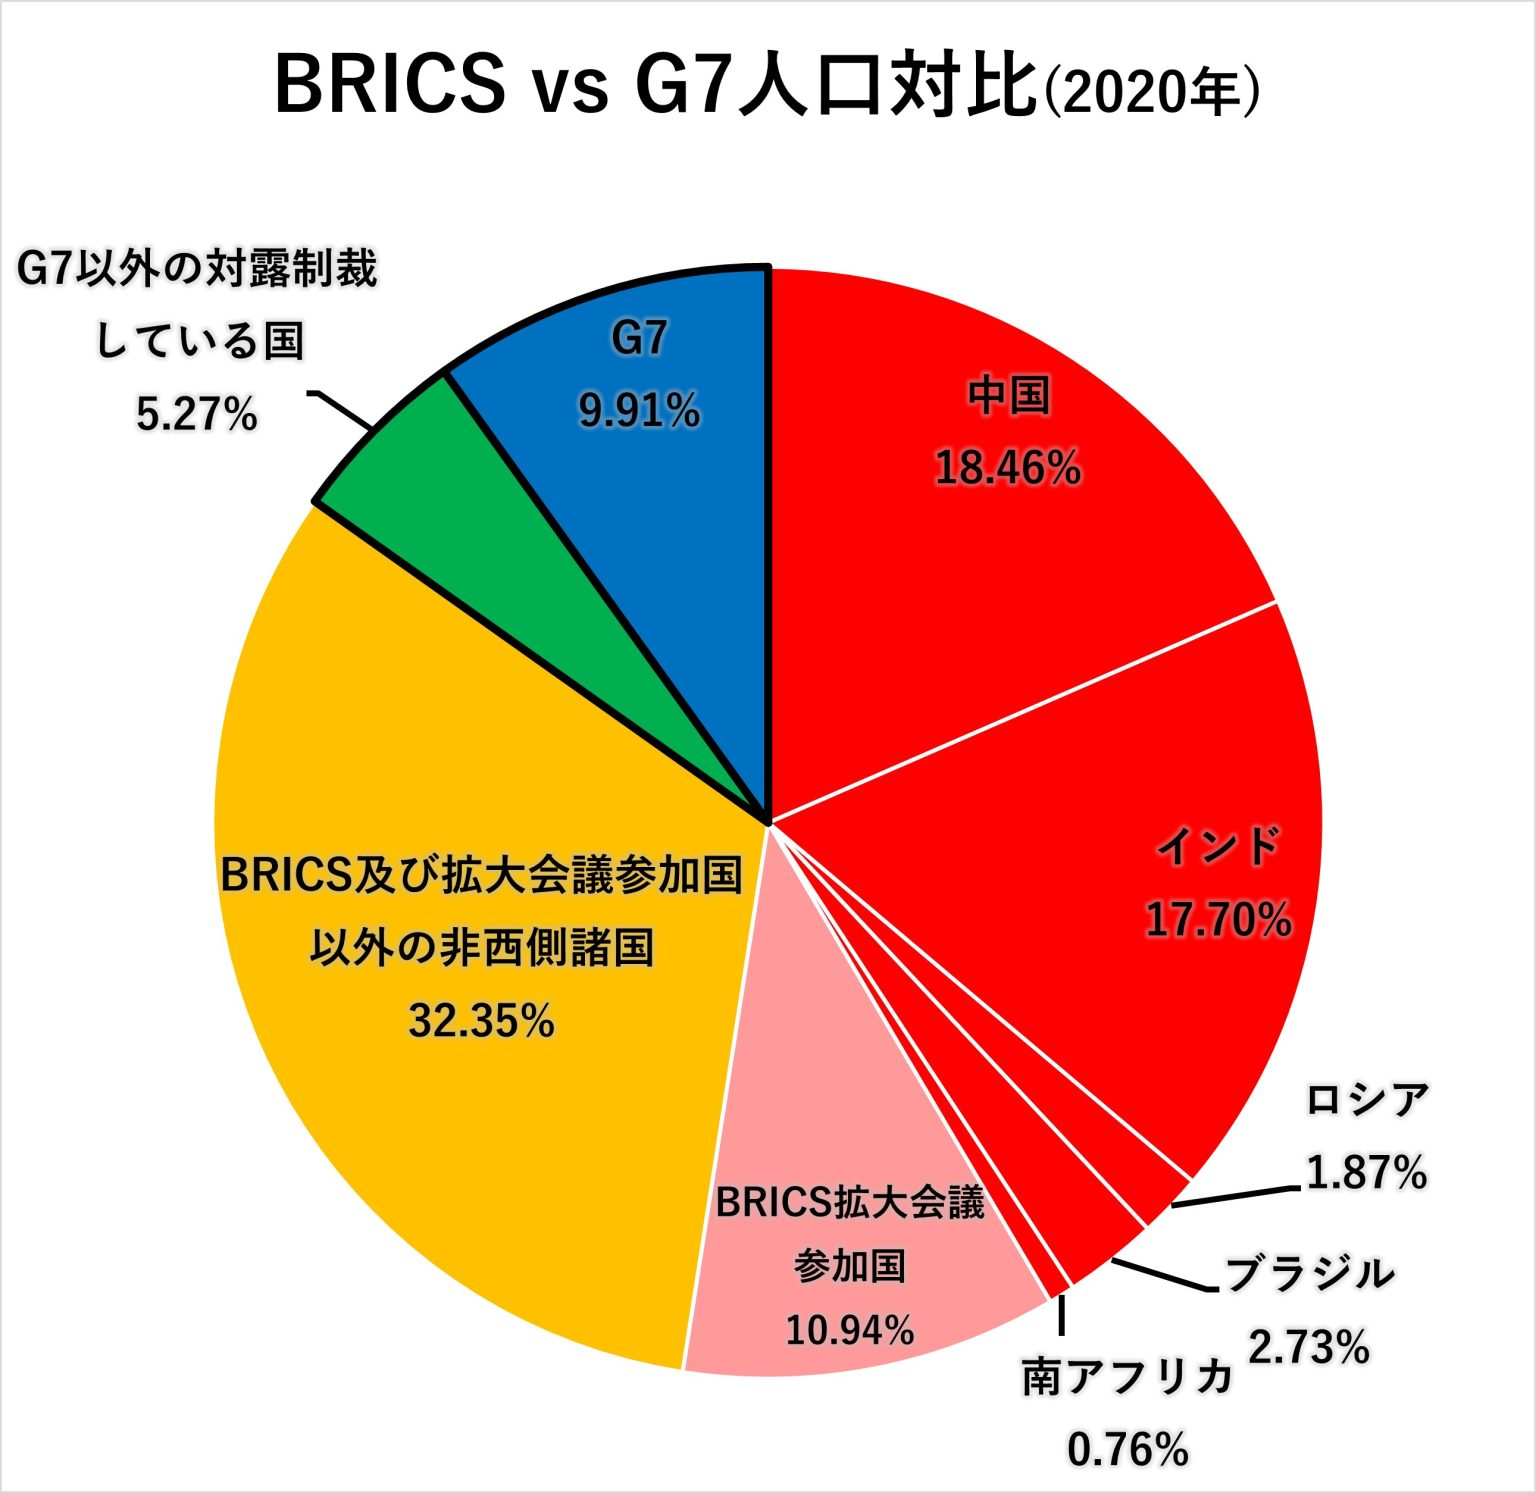 BRICS vs G7人口対比(2020年)
G7以外の対露制裁
している国
5.27%
G7
9.91%
中国
18.46%
インド
17.70%
ロシア
1.87%
ブラジル
2.73%
南アフリカ
0.76%
BRICS拡大会議
参加国
10.94%
BRICS及び拡大会議参加国
以外の非西側諸国
32.35%